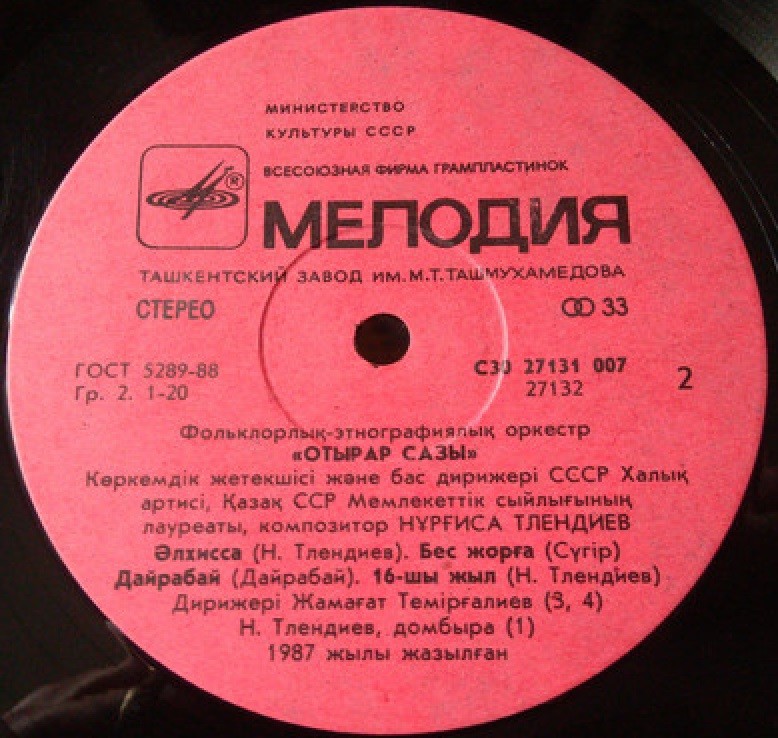 МИНИСТЕРСТВО
КУЛЬТУРЫ СССР
ВСЕСОЮЗНАЯ ФИРМА ГРАМПЛАСТИНОК
®
МЕЛОДИЯ
ТАШКЕНТСКИЙ ЗАВОД ИМ. М.Т.ТАШМУХАМЕДОВА
СТЕРЕО 33
ГОСТ 5289-88 С30 27131 007
Гр. 2. 1-20 27132 2
Фольклорлық-этнографиялық оркестр
«ОТЫРАР САЗЫ»
Көркемдік жетекшісі және бас дирижері СССР Халық
артисі, Қазақ ССР Мемлекеттік сыйлығының
лауреаты, композитор НҰРҒИСА ТЛЕНДИЕВ
Әлхисса (Н. Тлендиев). Бес жорға (Сүгір)
Дайрабай (Дайрабай). 16-шы жыл (Н. Тлендиев)
Дирижері Жамағат Темірғалиев (3, 4)
Н. Тлендиев, домбыра (1)
1987 жылы жазылған